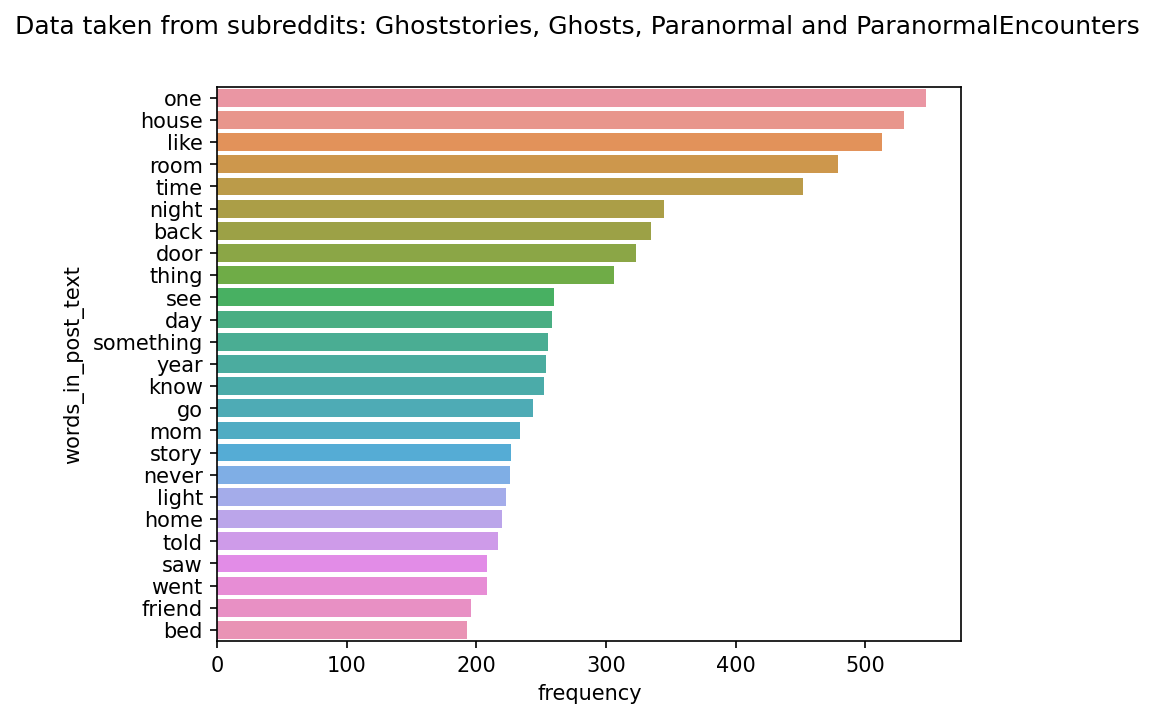 Data taken from subreddits: Ghoststories, Ghosts, Paranormal and ParanormalEncounters
words_in_post_text
one
house
like
room
time
night
back
door
thing
see
day
something
year
know
go
mom
story
never
light
home
told
saw
went
friend
bed
0 100 200 300 400 500
frequency